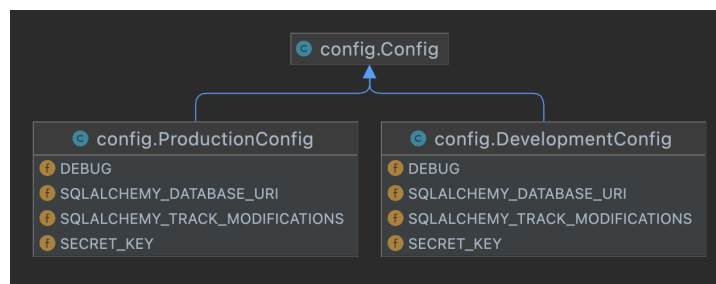 config.Config
config.ProductionConfig
DEBUG
SQLALCHEMY_DATABASE_URI
SQLALCHEMY_TRACK_MODIFICATIONS
SECRET_KEY
config.DevelopmentConfig
DEBUG
SQLALCHEMY_DATABASE_URI
SQLALCHEMY_TRACK_MODIFICATIONS
SECRET_KEY